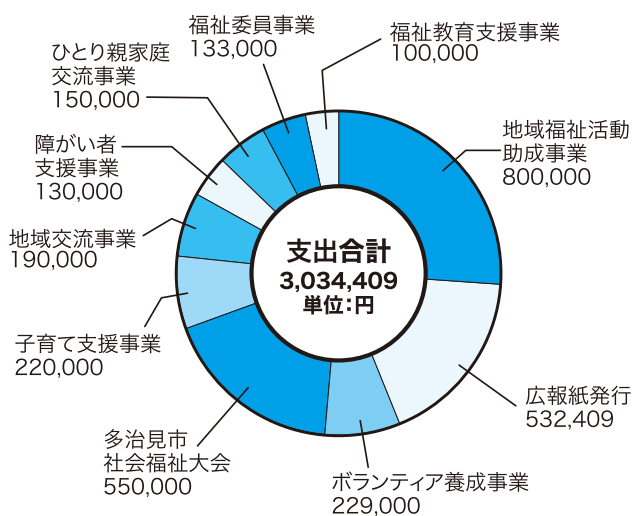 福祉委員事業
133,000
福祉教育支援事業
100,000
ひとり親家庭
交流事業
150,000
地域福祉活動
助成事業
800,000
障がい者
支援事業
130,000
地域交流事業
190,000
支出合計
3,034,409
単位：円
子育て支援事業
220,000
広報紙発行
532,409
多治見市
社会福祉大会
550,000
ボランティア養成事業
229,000